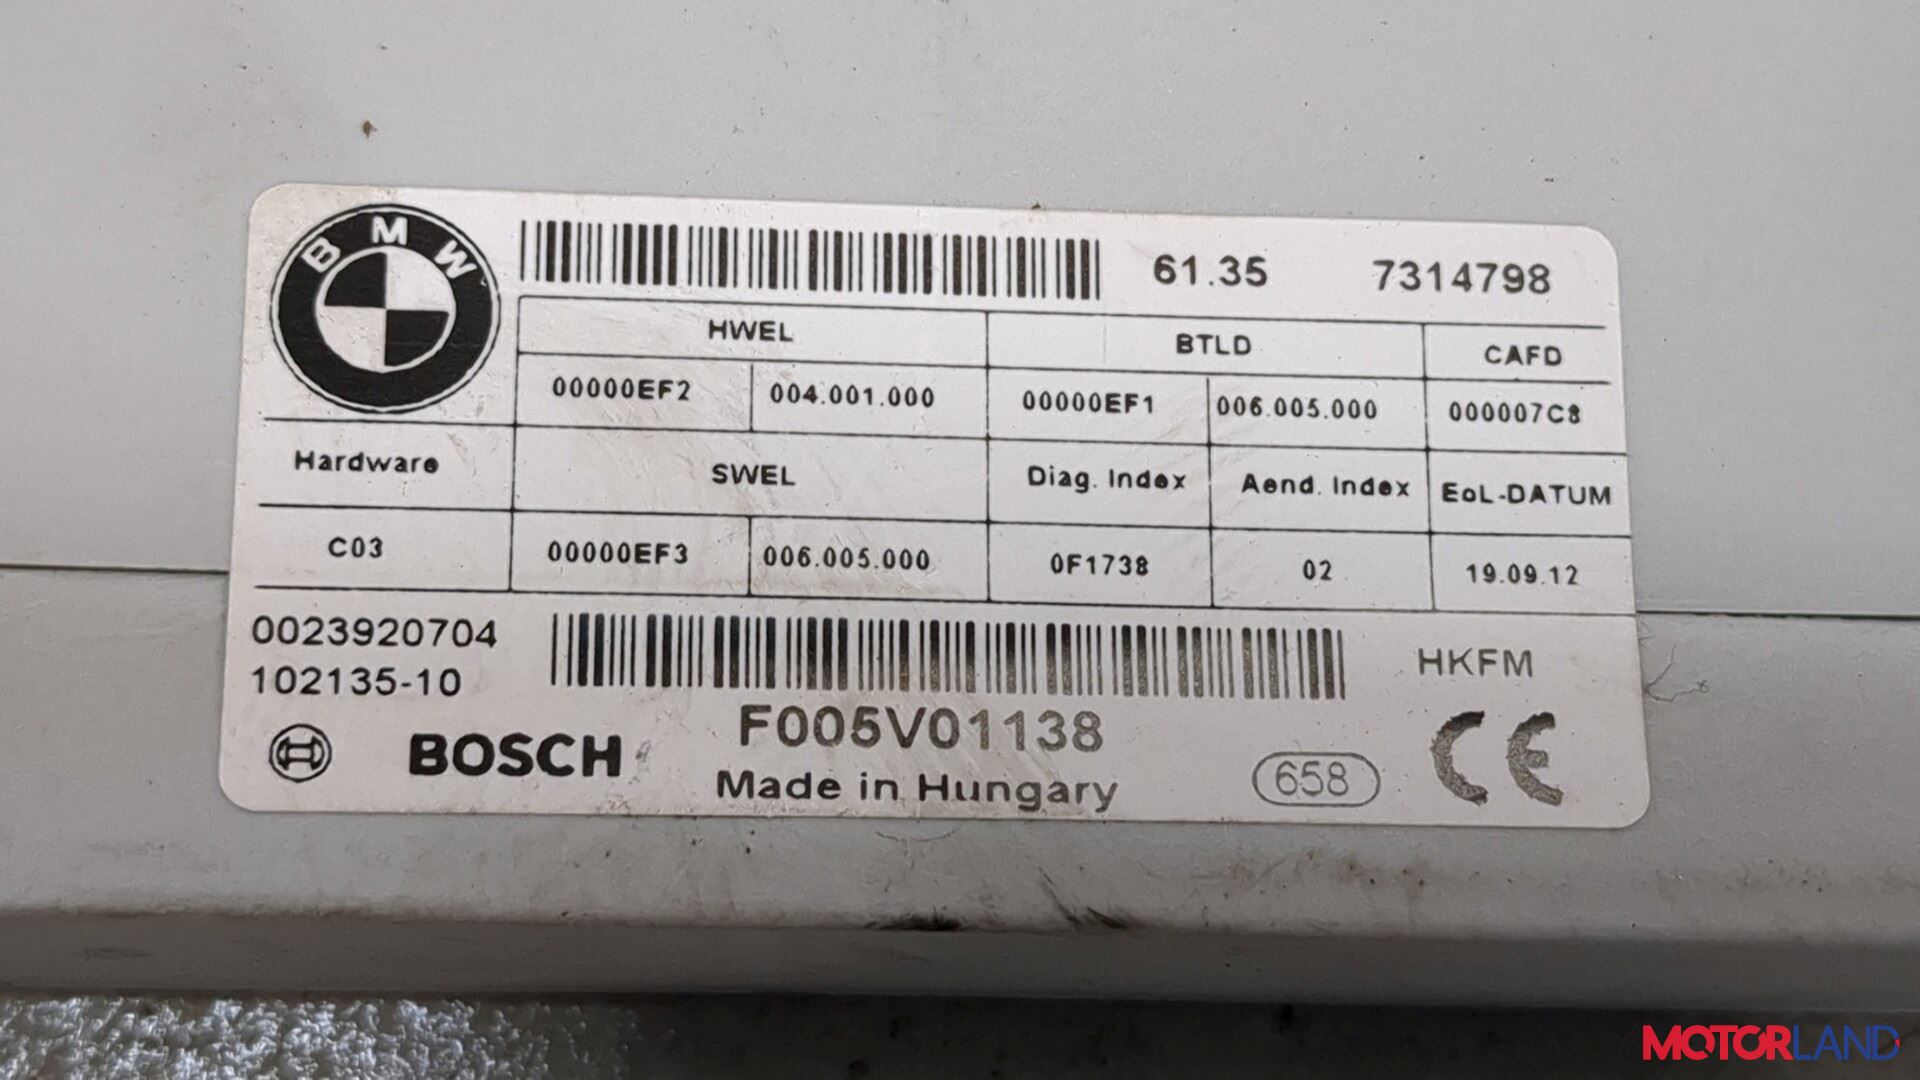 BMW 61.35 7314798
HWEL BTLD CAFD
00000EF2 004.001.000 00000EF1 006.005.000 000007C8
Hardware SWEL Diag. Index Aend. Index EoL-DATUM
C03 00000EF3 006.005.000 0F1738 02 19.09.12
0023920704 HKFM
102135-10
BOSCH F005V01138
Made in Hungary 658 CE
MOTORLAND